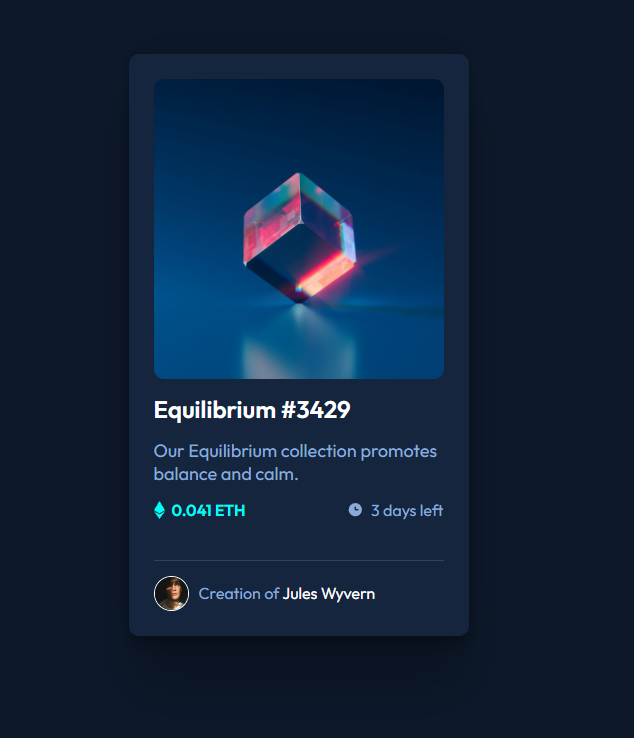 Equilibrium #3429
Our Equilibrium collection promotes
balance and calm.
0.041 ETH 3 days left
Creation of Jules Wyvern